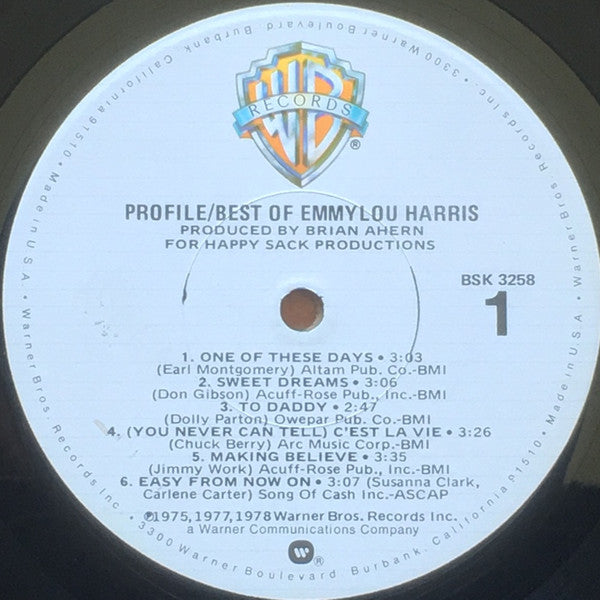 WB
RECORDS
®
PROFILE/BEST OF EMMYLOU HARRIS
PRODUCED BY BRIAN AHERN
FOR HAPPY SACK PRODUCTIONS
BSK 3258
1
1. ONE OF THESE DAYS • 3:03
(Earl Montgomery) Altam Pub. Co.-BMI
2. SWEET DREAMS • 3:06
(Don Gibson) Acuff-Rose Pub., Inc.-BMI
3. TO DADDY • 2:47
(Dolly Parton) Owepar Pub. Co.-BMI
4. (YOU NEVER CAN TELL) C'EST LA VIE • 3:26
(Chuck Berry) Arc Music Corp.-BMI
5. MAKING BELIEVE • 3:35
(Jimmy Work) Acuff-Rose Pub., Inc.-BMI
6. EASY FROM NOW ON • 3:07 (Susanna Clark,
Carlene Carter) Song Of Cash Inc.-ASCAP
℗1975,1977,1978 Warner Bros. Records Inc.
a Warner Communications Company
®
Warner Bros. Records Inc. • 3300 Warner Boulevard Burbank, California 91510 • Made in U.S.A. • Warner Bros. Records Inc. • 3300 Warner Boulevard Burbank, California 91510 • Made in U.S.A. •